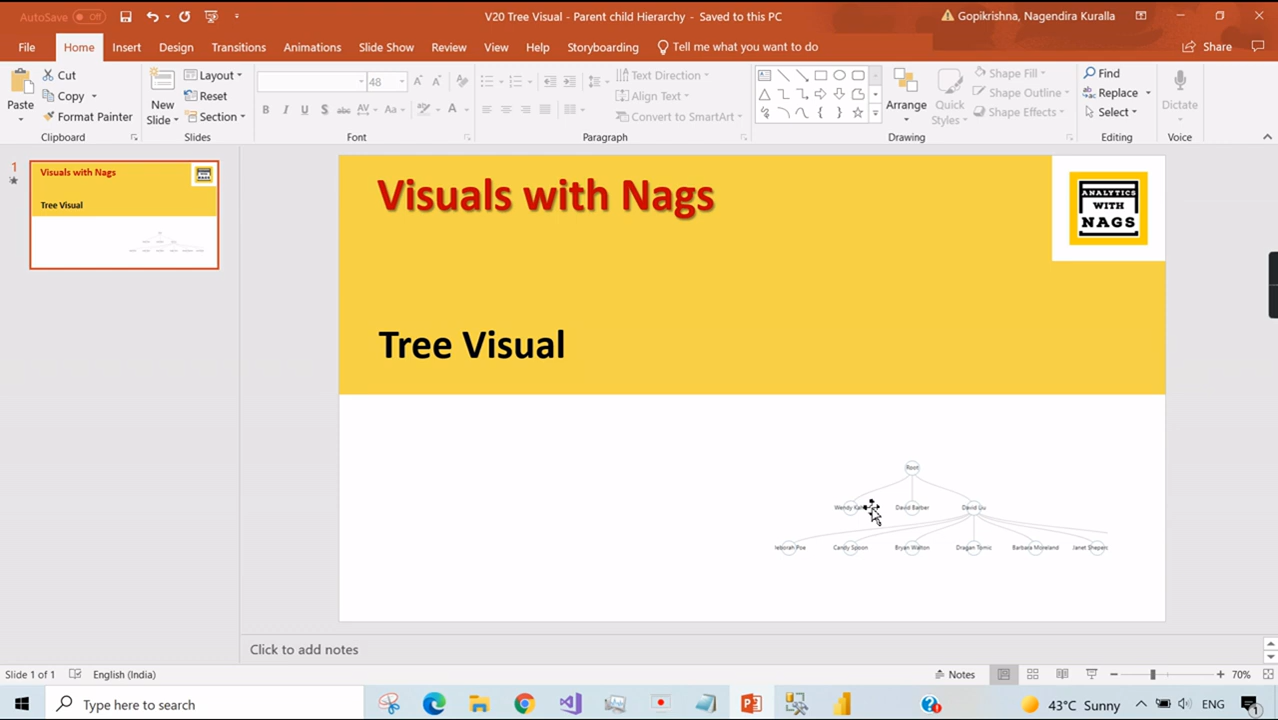 AutoSave Off
V20 Tree Visual - Parent child Hierarchy - Saved to this PC
Gopikrishna, Nagendira Kuralla
File Home Insert Design Transitions Animations Slide Show Review View Help Storyboarding Tell me what you want to do Share
Paste
Cut
Copy
Format Painter
Clipboard
New Slide
Layout
Reset
Section
Slides
48
Font
Text Direction
Align Text
Convert to SmartArt
Paragraph
Arrange
Quick Styles
Shape Fill
Shape Outline
Shape Effects
Drawing
Find
Replace
Select
Editing
Dictate
Voice
1
Visuals with Nags
Tree Visual
Visuals with Nags
ANALYTICS
WITH
NAGS
Tree Visual
Root
Wendy David Barber David Liu
Deborah Poe Candy Spoon Bryan Walton Dragan Tomic Barbara Moreland Janet
Click to add notes
Slide 1 of 1 English (India) Notes 70%
Type here to search 43°C Sunny ENG 1